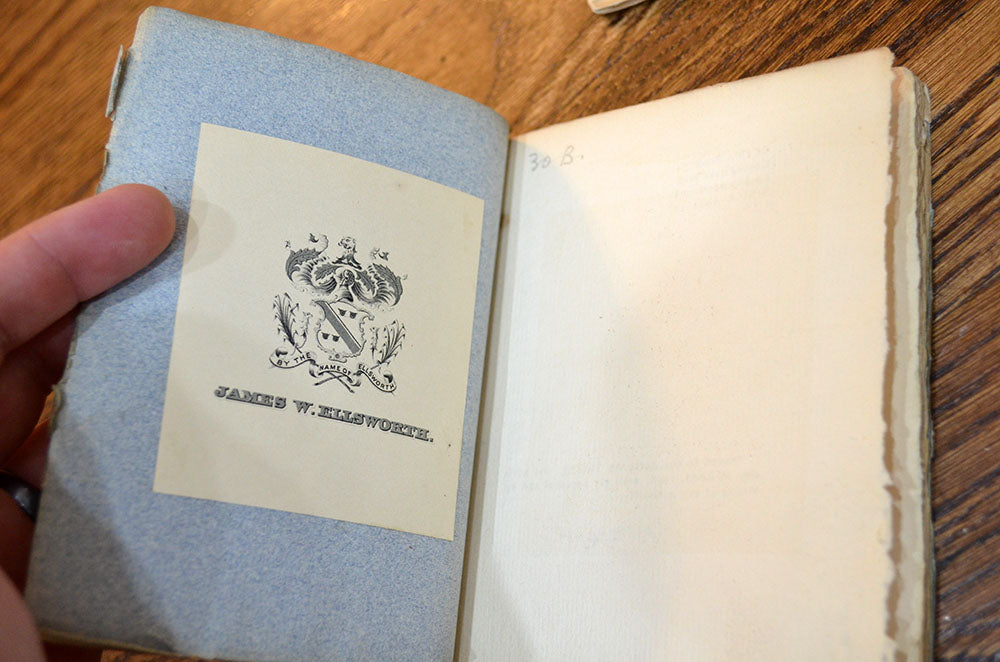 BY THE NAME OF ELLSWORTH
JAMES W. ELLSWORTH.
30 B.